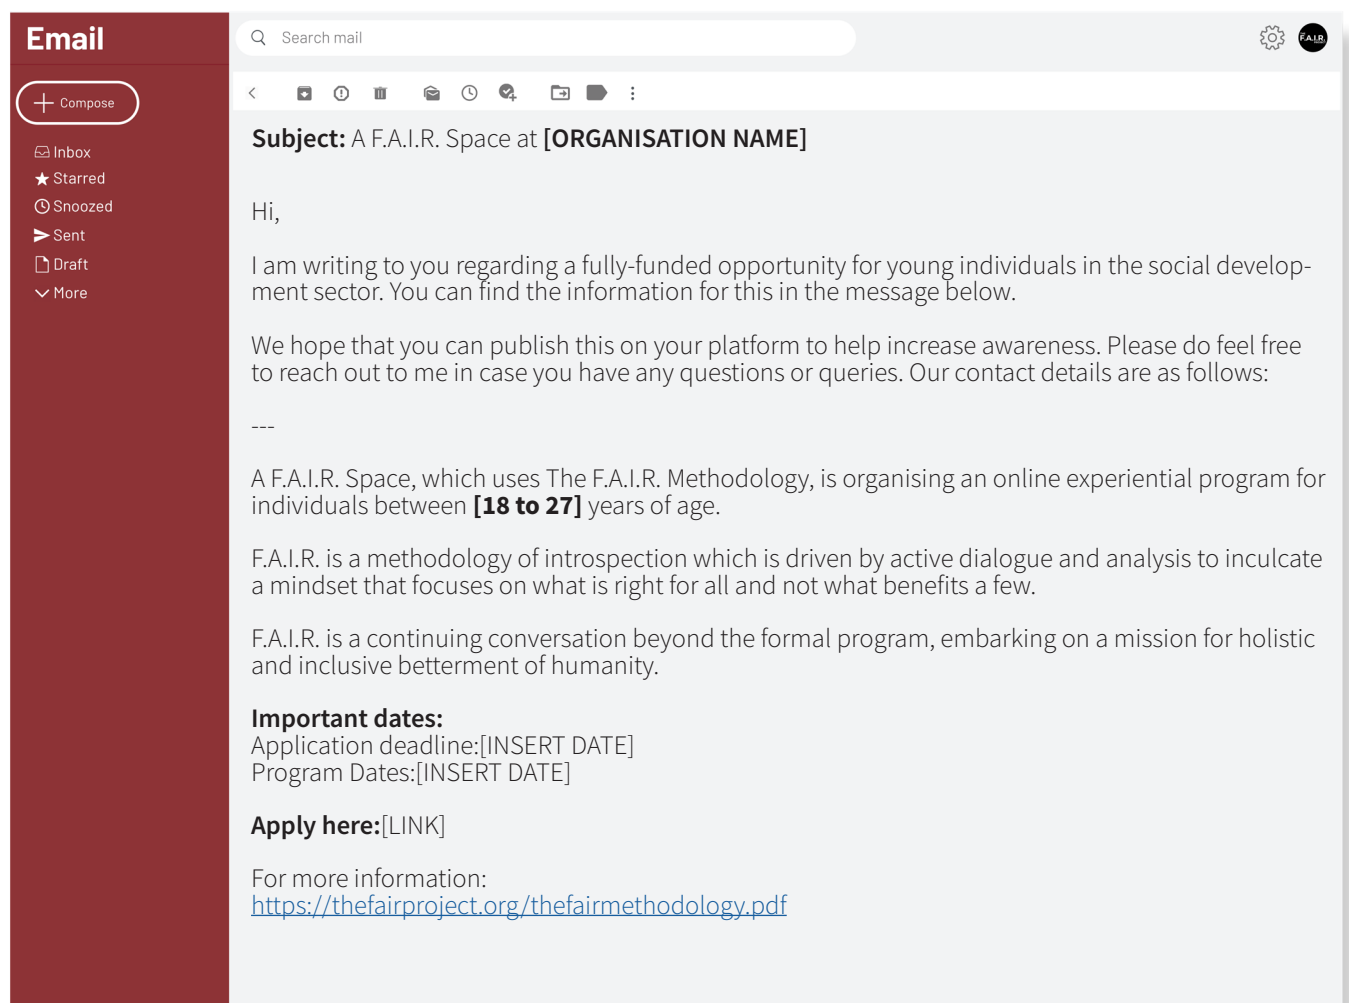 Email
Search mail
F.A.I.R.
Compose
Inbox
Starred
Snoozed
Sent
Draft
More
Subject: A F.A.I.R. Space at [ORGANISATION NAME]
Hi,
I am writing to you regarding a fully-funded opportunity for young individuals in the social develop-
ment sector. You can find the information for this in the message below.
We hope that you can publish this on your platform to help increase awareness. Please do feel free
to reach out to me in case you have any questions or queries. Our contact details are as follows:
---
A F.A.I.R. Space, which uses The F.A.I.R. Methodology, is organising an online experiential program for
individuals between [18 to 27] years of age.
F.A.I.R. is a methodology of introspection which is driven by active dialogue and analysis to inculcate
a mindset that focuses on what is right for all and not what benefits a few.
F.A.I.R. is a continuing conversation beyond the formal program, embarking on a mission for holistic
and inclusive betterment of humanity.
Important dates:
Application deadline:[INSERT DATE]
Program Dates:[INSERT DATE]
Apply here:[LINK]
For more information:
https://thefairproject.org/thefairmethodology.pdf